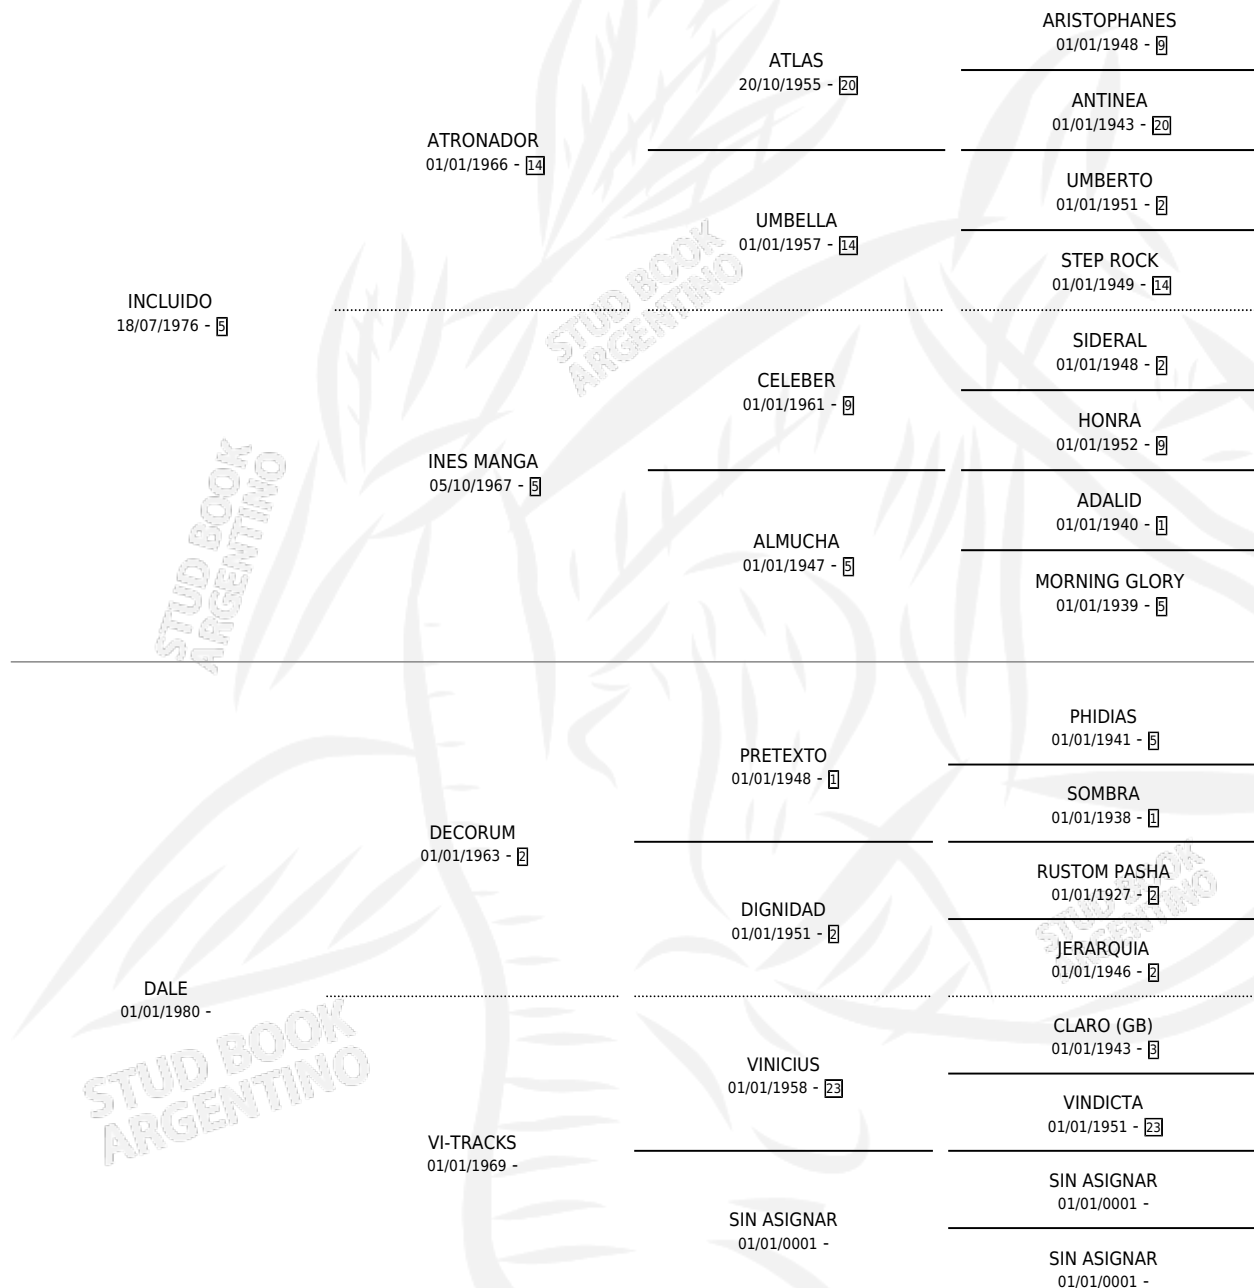 ARISTOPHANES
01/01/1948 - 9
ATLAS
20/10/1955 - 20
ANTINEA
01/01/1943 - 20
ATRONADOR
01/01/1966 - 14
UMBERTO
01/01/1951 - 2
UMBELLA
01/01/1957 - 14
STEP ROCK
01/01/1949 - 14
INCLUIDO
18/07/1976 - 5
SIDERAL
01/01/1948 - 2
CELEBER
01/01/1961 - 9
HONRA
01/01/1952 - 9
INES MANGA
05/10/1967 - 5
ADALID
01/01/1940 - 1
ALMUCHA
01/01/1947 - 5
MORNING GLORY
01/01/1939 - 5
PHIDIAS
01/01/1941 - 5
PRETEXTO
01/01/1948 - 1
SOMBRA
01/01/1938 - 1
DECORUM
01/01/1963 - 2
RUSTOM PASHA
01/01/1927 - 2
DIGNIDAD
01/01/1951 - 2
JERARQUIA
01/01/1946 - 2
DALE
01/01/1980 -
CLARO (GB)
01/01/1943 - 3
VINICIUS
01/01/1958 - 23
VINDICTA
01/01/1951 - 23
VI-TRACKS
01/01/1969 -
SIN ASIGNAR
01/01/0001 -
SIN ASIGNAR
01/01/0001 -
SIN ASIGNAR
01/01/0001 -
STUD BOOK
ARGENTINO
STUD BOOK
ARGENTINO
STUD BOOK
ARGENTINO
STUD BOOK
ARGENTINO